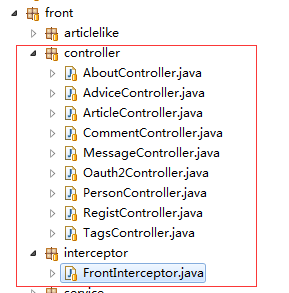 front
articlelike
controller
AboutController.java
AdviceController.java
ArticleController.java
CommentController.java
MessageController.java
Oauth2Controller.java
PersonController.java
RegistController.java
TagsController.java
interceptor
FrontInterceptor.java